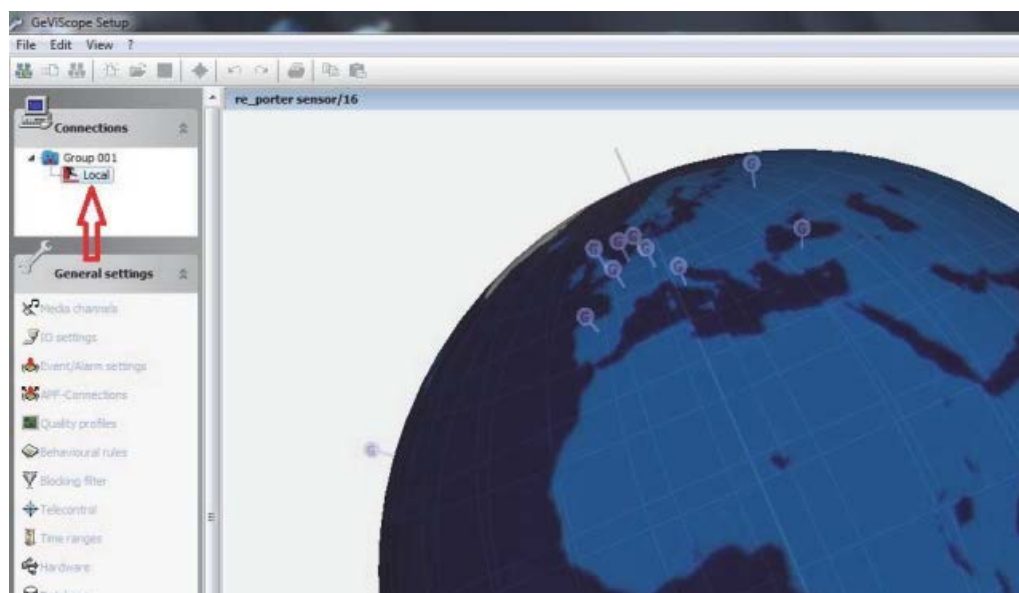 GeViScope Setup
File Edit View ?
re_porter sensor/16
Connections
Group 001
Local
General settings
Media channels
IO settings
Event/Alarm settings
APF-Connections
Quality profiles
Behavioural rules
Blocking filter
Telecontrol
Time ranges
Hardware
G
G
G
G
G
G
G
G
G
G